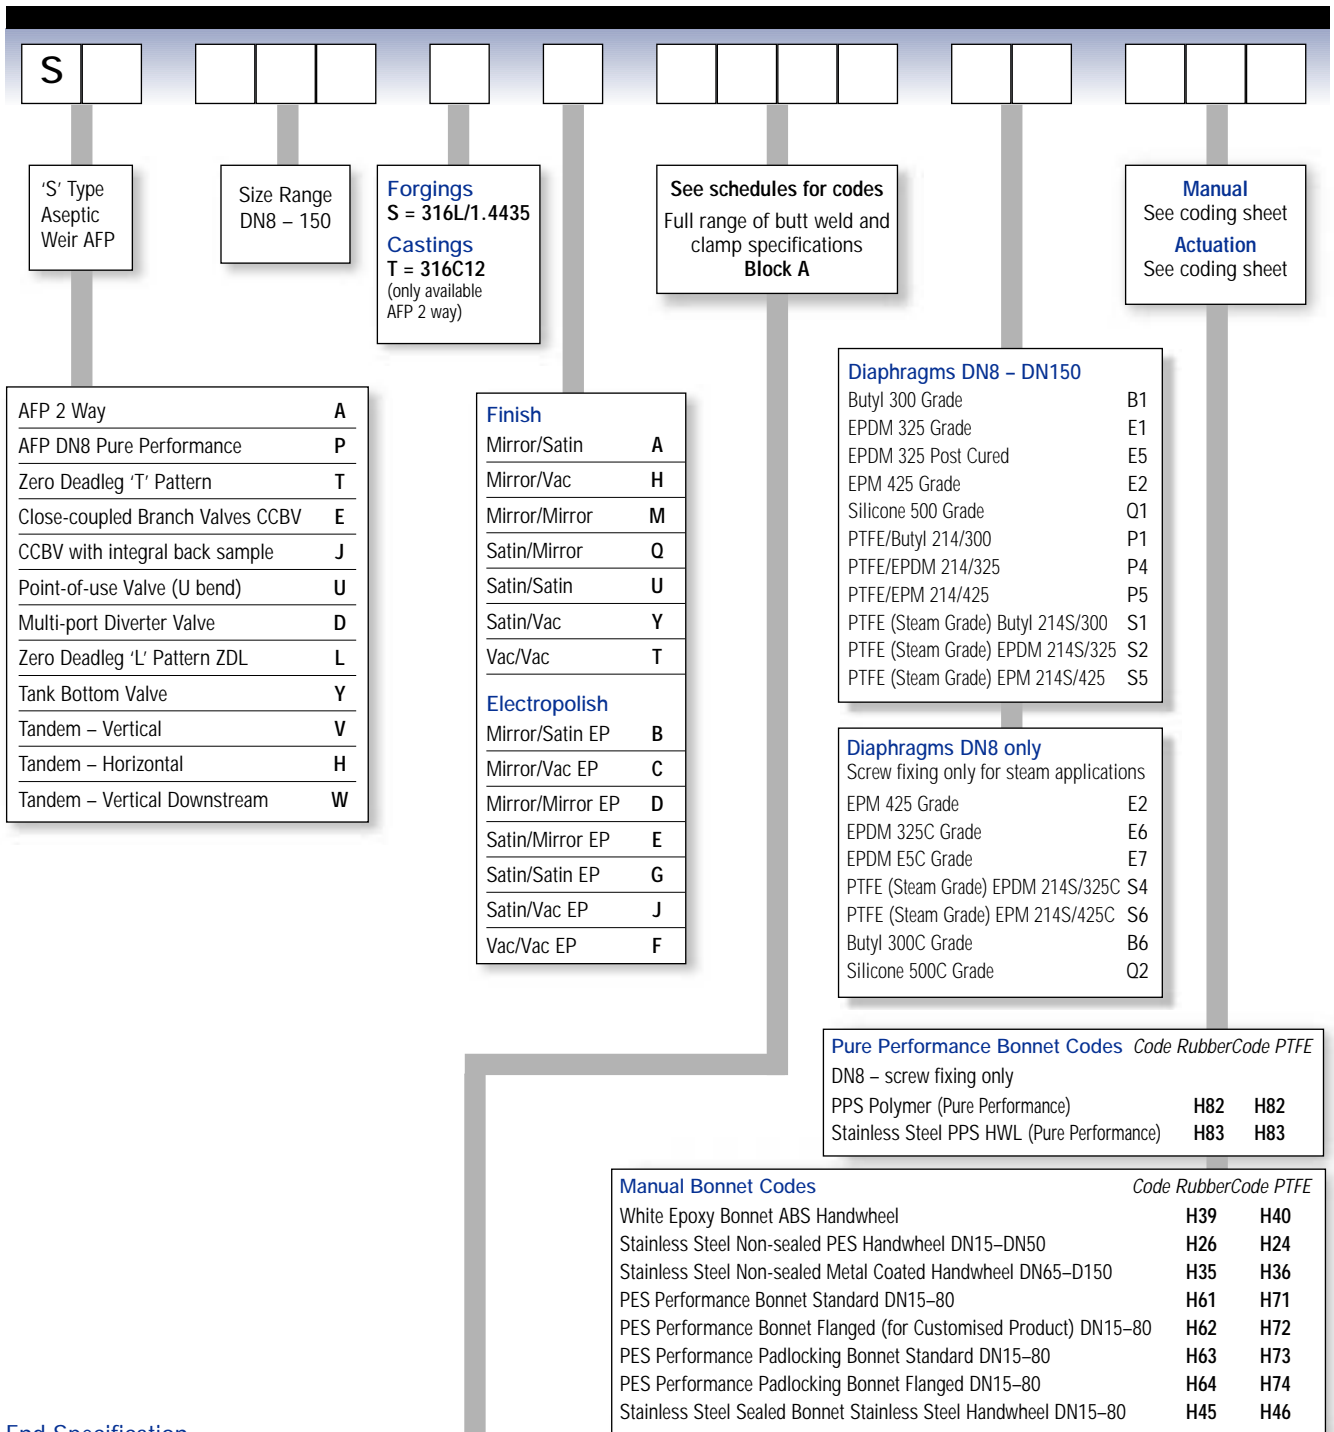 S
'S' Type
Aseptic
Weir AFP
Size Range
DN8 – 150
Forgings
S = 316L/1.4435
Castings
T = 316C12
(only available
AFP 2 way)
See schedules for codes
Full range of butt weld and
clamp specifications
Block A
Manual
See coding sheet
Actuation
See coding sheet
AFP 2 Way A
AFP DN8 Pure Performance P
Zero Deadleg 'T' Pattern T
Close-coupled Branch Valves CCBV E
CCBV with integral back sample J
Point-of-use Valve (U bend) U
Multi-port Diverter Valve D
Zero Deadleg 'L' Pattern ZDL L
Tank Bottom Valve Y
Tandem – Vertical V
Tandem – Horizontal H
Tandem – Vertical Downstream W
Finish
Mirror/Satin A
Mirror/Vac H
Mirror/Mirror M
Satin/Mirror Q
Satin/Satin U
Satin/Vac Y
Vac/Vac T
Electropolish
Mirror/Satin EP B
Mirror/Vac EP C
Mirror/Mirror EP D
Satin/Mirror EP E
Satin/Satin EP G
Satin/Vac EP J
Vac/Vac EP F
Diaphragms DN8 – DN150
Butyl 300 Grade B1
EPDM 325 Grade E1
EPDM 325 Post Cured E5
EPM 425 Grade E2
Silicone 500 Grade Q1
PTFE/Butyl 214/300 P1
PTFE/EPDM 214/325 P4
PTFE/EPM 214/425 P5
PTFE (Steam Grade) Butyl 214S/300 S1
PTFE (Steam Grade) EPDM 214S/325 S2
PTFE (Steam Grade) EPM 214S/425 S5
Diaphragms DN8 only
Screw fixing only for steam applications
EPM 425 Grade E2
EPDM 325C Grade E6
EPDM E5C Grade E7
PTFE (Steam Grade) EPDM 214S/325C S4
PTFE (Steam Grade) EPM 214S/425C S6
Butyl 300C Grade B6
Silicone 500C Grade Q2
Pure Performance Bonnet Codes Code RubberCode PTFE
DN8 – screw fixing only
PPS Polymer (Pure Performance) H82 H82
Stainless Steel PPS HWL (Pure Performance) H83 H83
Manual Bonnet Codes Code RubberCode PTFE
White Epoxy Bonnet ABS Handwheel H39 H40
Stainless Steel Non-sealed PES Handwheel DN15–DN50 H26 H24
Stainless Steel Non-sealed Metal Coated Handwheel DN65–D150 H35 H36
PES Performance Bonnet Standard DN15–80 H61 H71
PES Performance Bonnet Flanged (for Customised Product) DN15–80 H62 H72
PES Performance Padlocking Bonnet Standard DN15–80 H63 H73
PES Performance Padlocking Bonnet Flanged DN15–80 H64 H74
Stainless Steel Sealed Bonnet Stainless Steel Handwheel DN15–80 H45 H46
End Specification